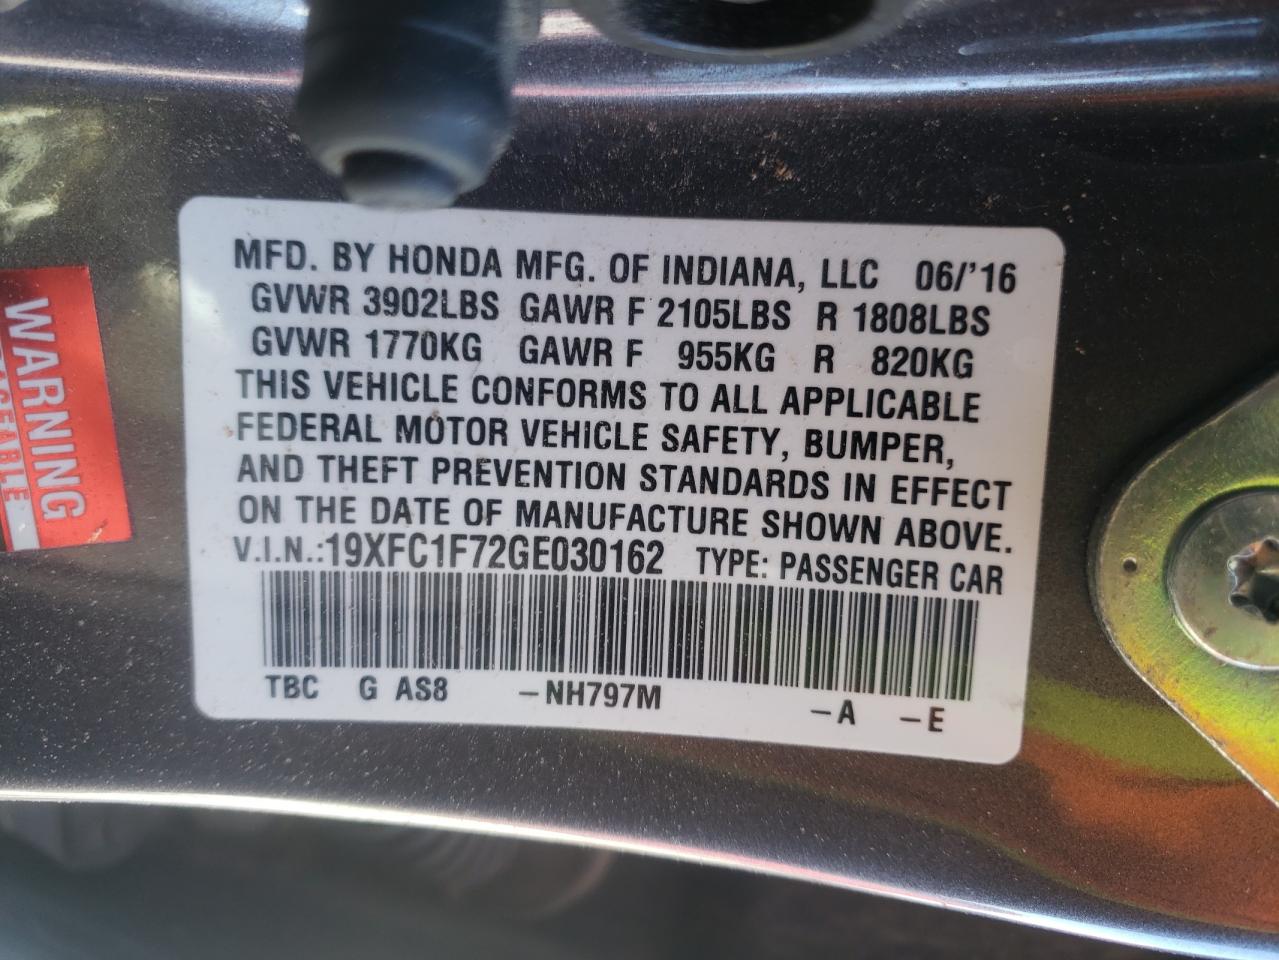 MFD. BY HONDA MFG. OF INDIANA, LLC 06/'16
GVWR 3902LBS GAWR F 2105LBS R 1808LBS
GVWR 1770KG GAWR F 955KG R 820KG
THIS VEHICLE CONFORMS TO ALL APPLICABLE
FEDERAL MOTOR VEHICLE SAFETY, BUMPER,
AND THEFT PREVENTION STANDARDS IN EFFECT
ON THE DATE OF MANUFACTURE SHOWN ABOVE.
V.I.N.:19XFC1F72GE030162 TYPE: PASSENGER CAR
TBC G AS8 -NH797M -A -E
WARNING